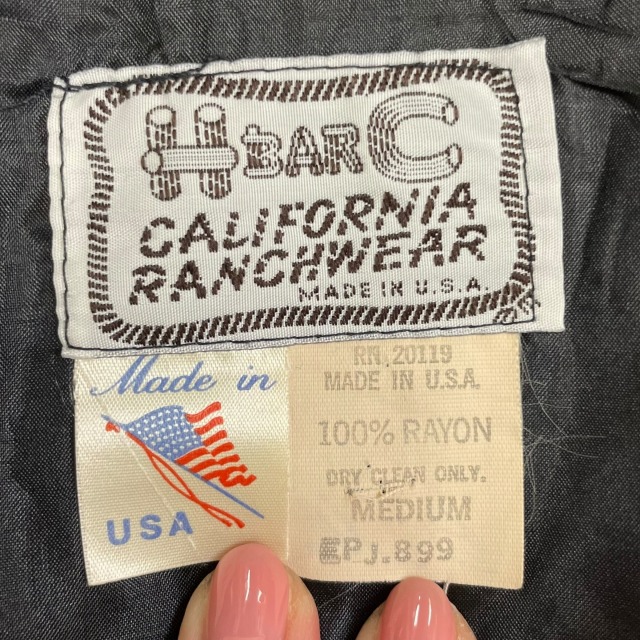 H BAR C
CALIFORNIA
RANCHWEAR
MADE IN U.S.A.
Made in
USA
RN 20119
MADE IN U.S.A.
100% RAYON
DRY CLEAN ONLY.
MEDIUM
EPJ.899